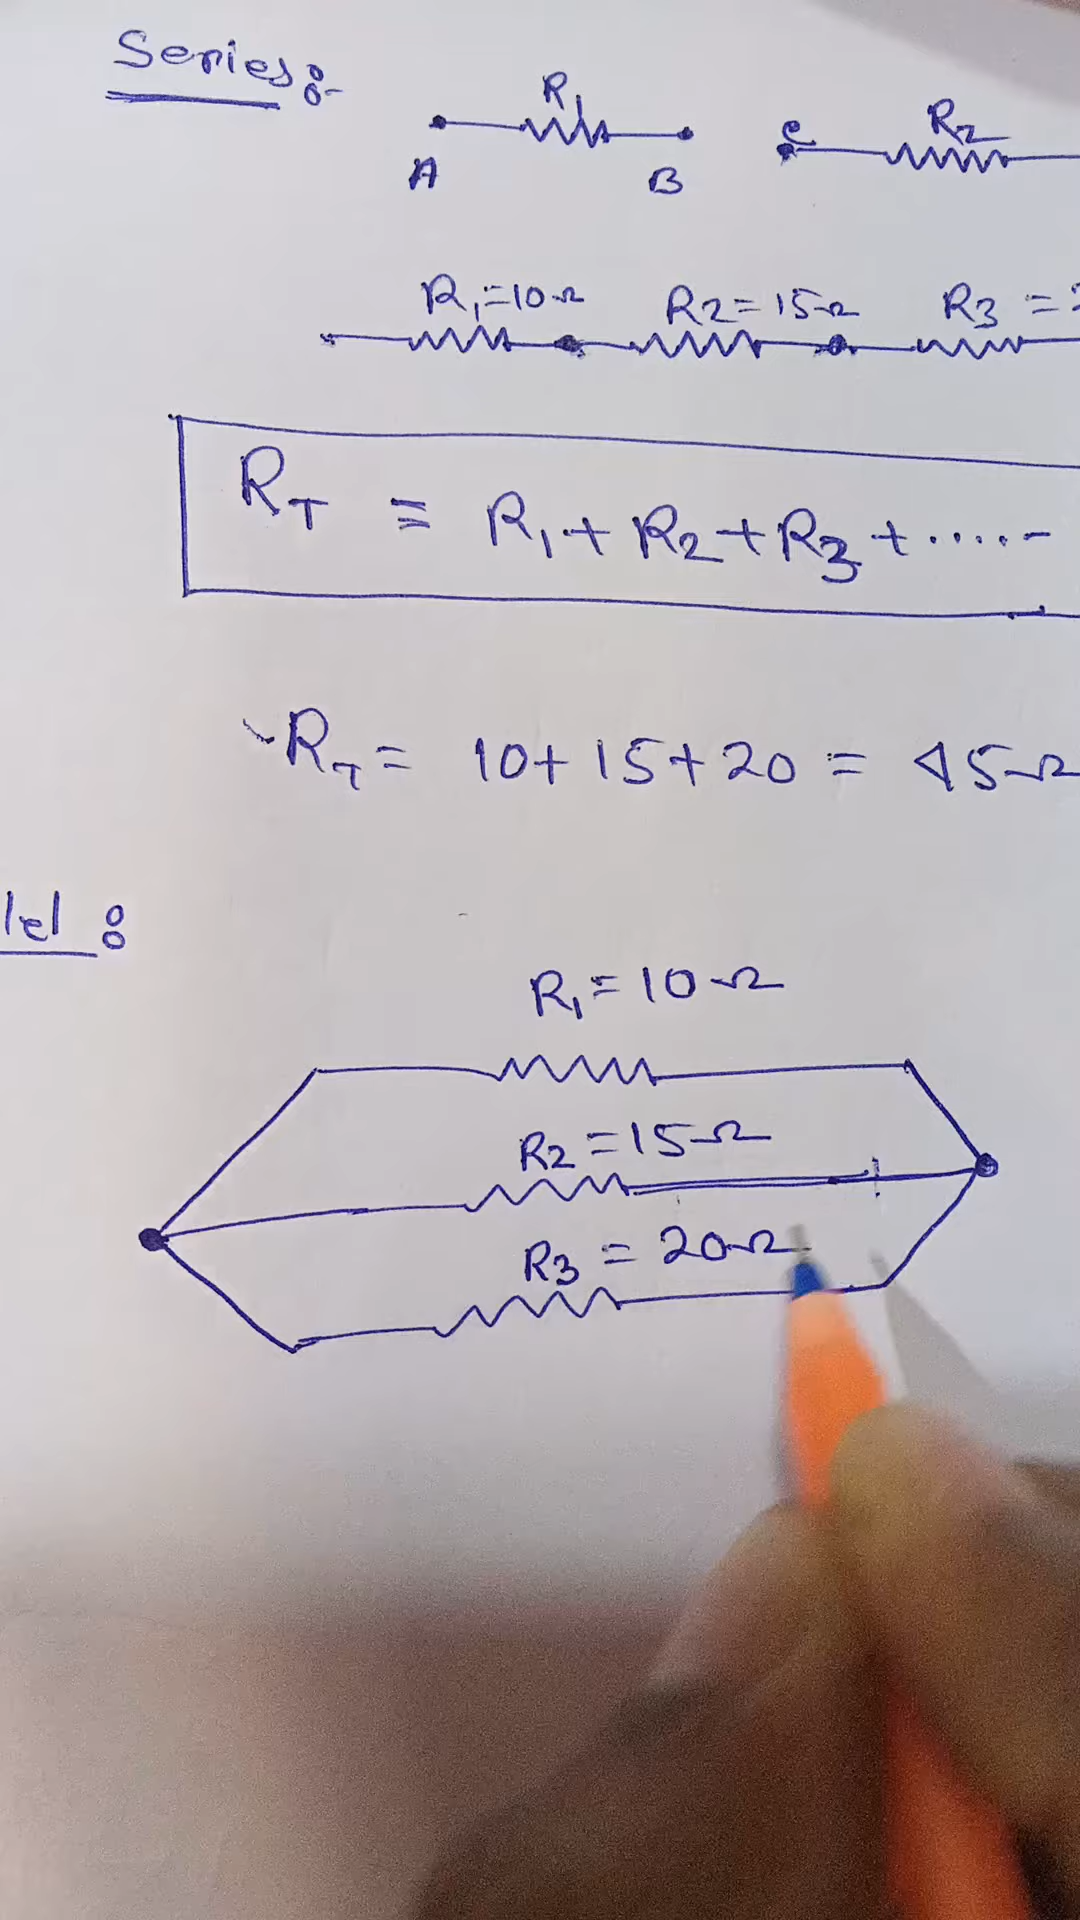 Series:-
R1 R2
A B C
R1=10Ω R2=15Ω R3=
RT = R1+R2+R3+.....-
RT= 10+15+20= 45Ω
lel :
R1=10Ω
R2=15Ω
R3=20Ω